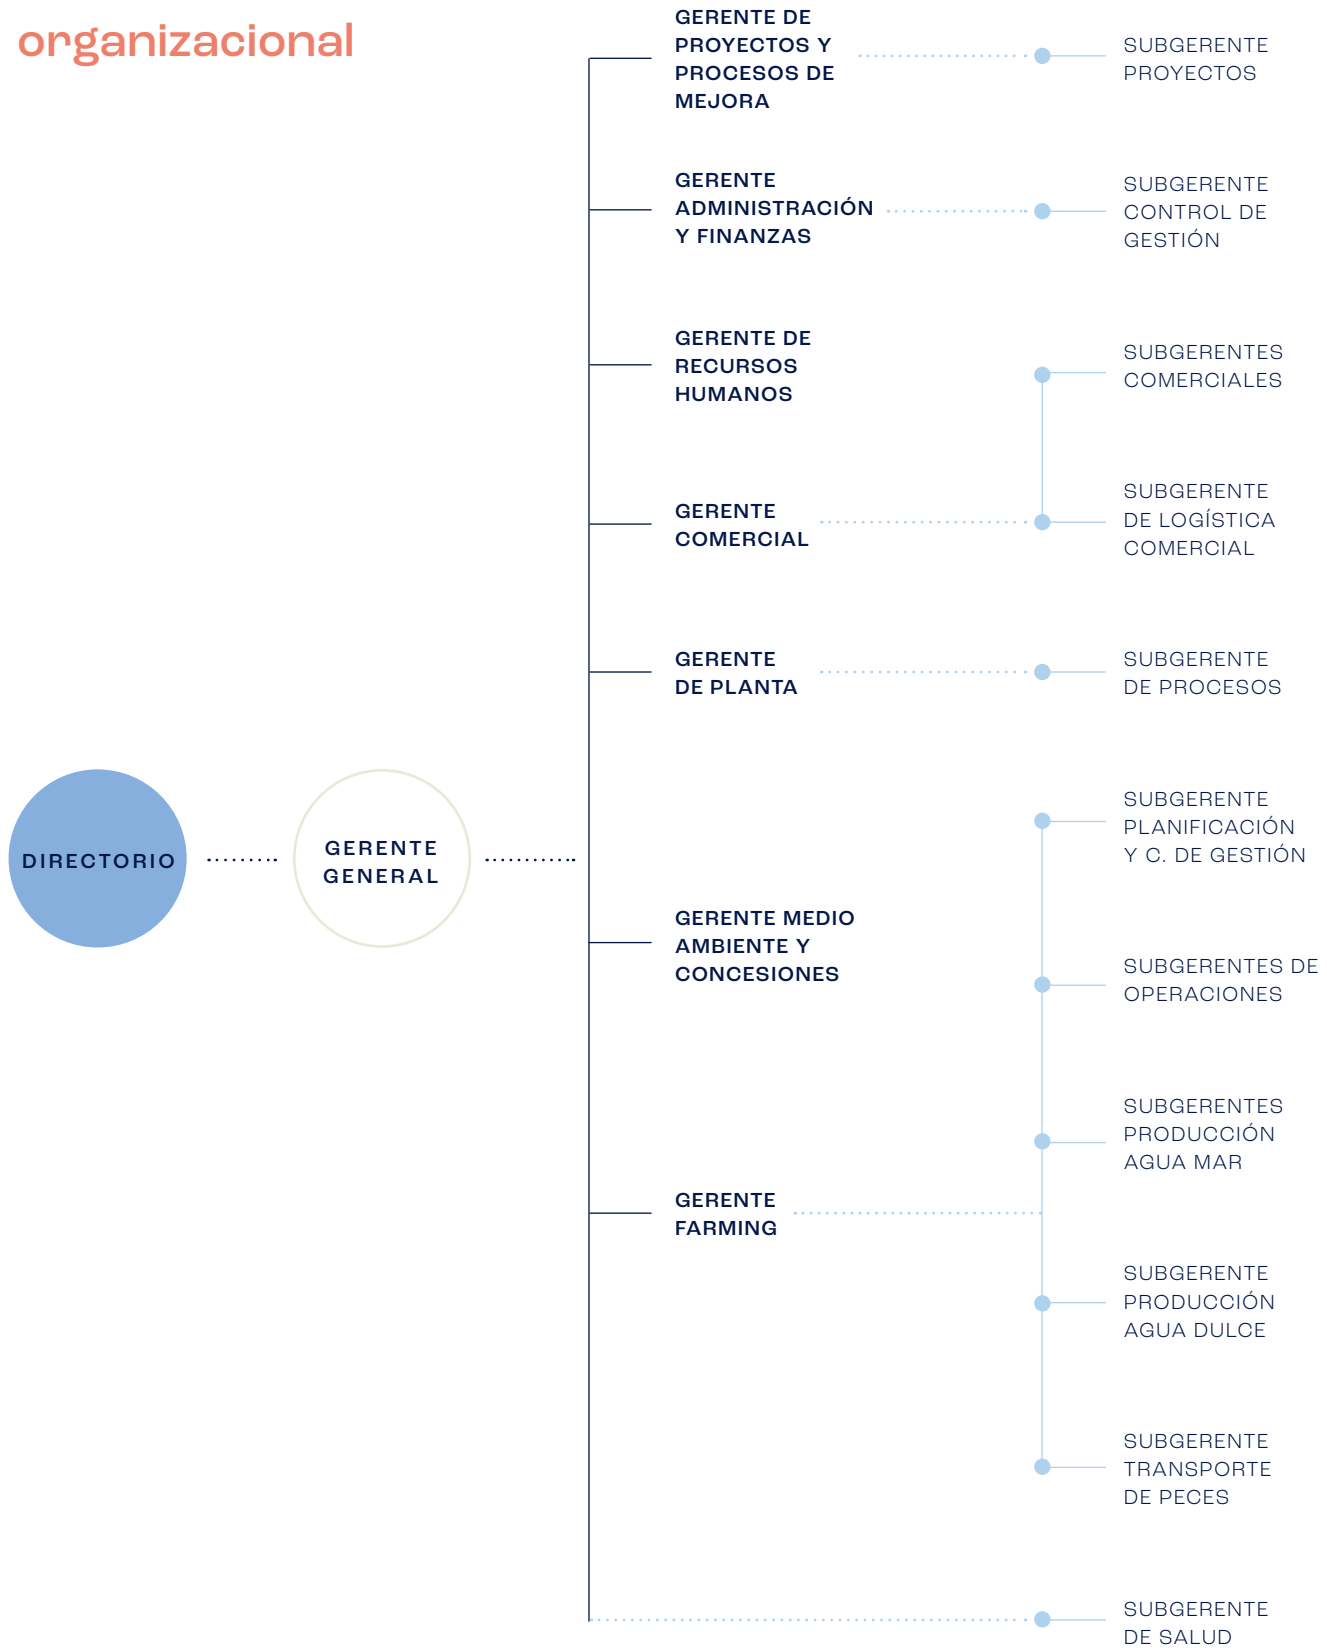 organizacional
DIRECTORIO
GERENTE
GENERAL
GERENTE DE
PROYECTOS Y
PROCESOS DE
MEJORA
SUBGERENTE
PROYECTOS
GERENTE
ADMINISTRACIÓN
Y FINANZAS
SUBGERENTE
CONTROL DE
GESTIÓN
GERENTE DE
RECURSOS
HUMANOS
GERENTE
COMERCIAL
SUBGERENTES
COMERCIALES
SUBGERENTE
DE LOGÍSTICA
COMERCIAL
GERENTE
DE PLANTA
SUBGERENTE
DE PROCESOS
GERENTE MEDIO
AMBIENTE Y
CONCESIONES
GERENTE
FARMING
SUBGERENTE
PLANIFICACIÓN
Y C. DE GESTIÓN
SUBGERENTES DE
OPERACIONES
SUBGERENTES
PRODUCCIÓN
AGUA MAR
SUBGERENTE
PRODUCCIÓN
AGUA DULCE
SUBGERENTE
TRANSPORTE
DE PECES
SUBGERENTE
DE SALUD